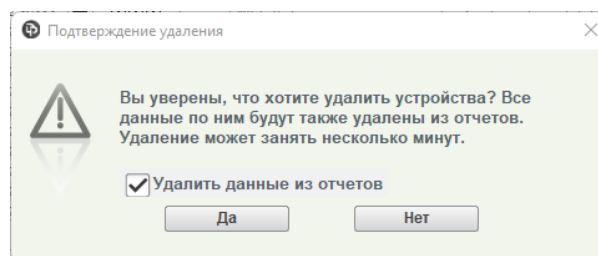 Подтверждение удаления
Вы уверены, что хотите удалить устройства? Все
данные по ним будут также удалены из отчетов.
Удаление может занять несколько минут.
Удалить данные из отчетов
Да
Нет